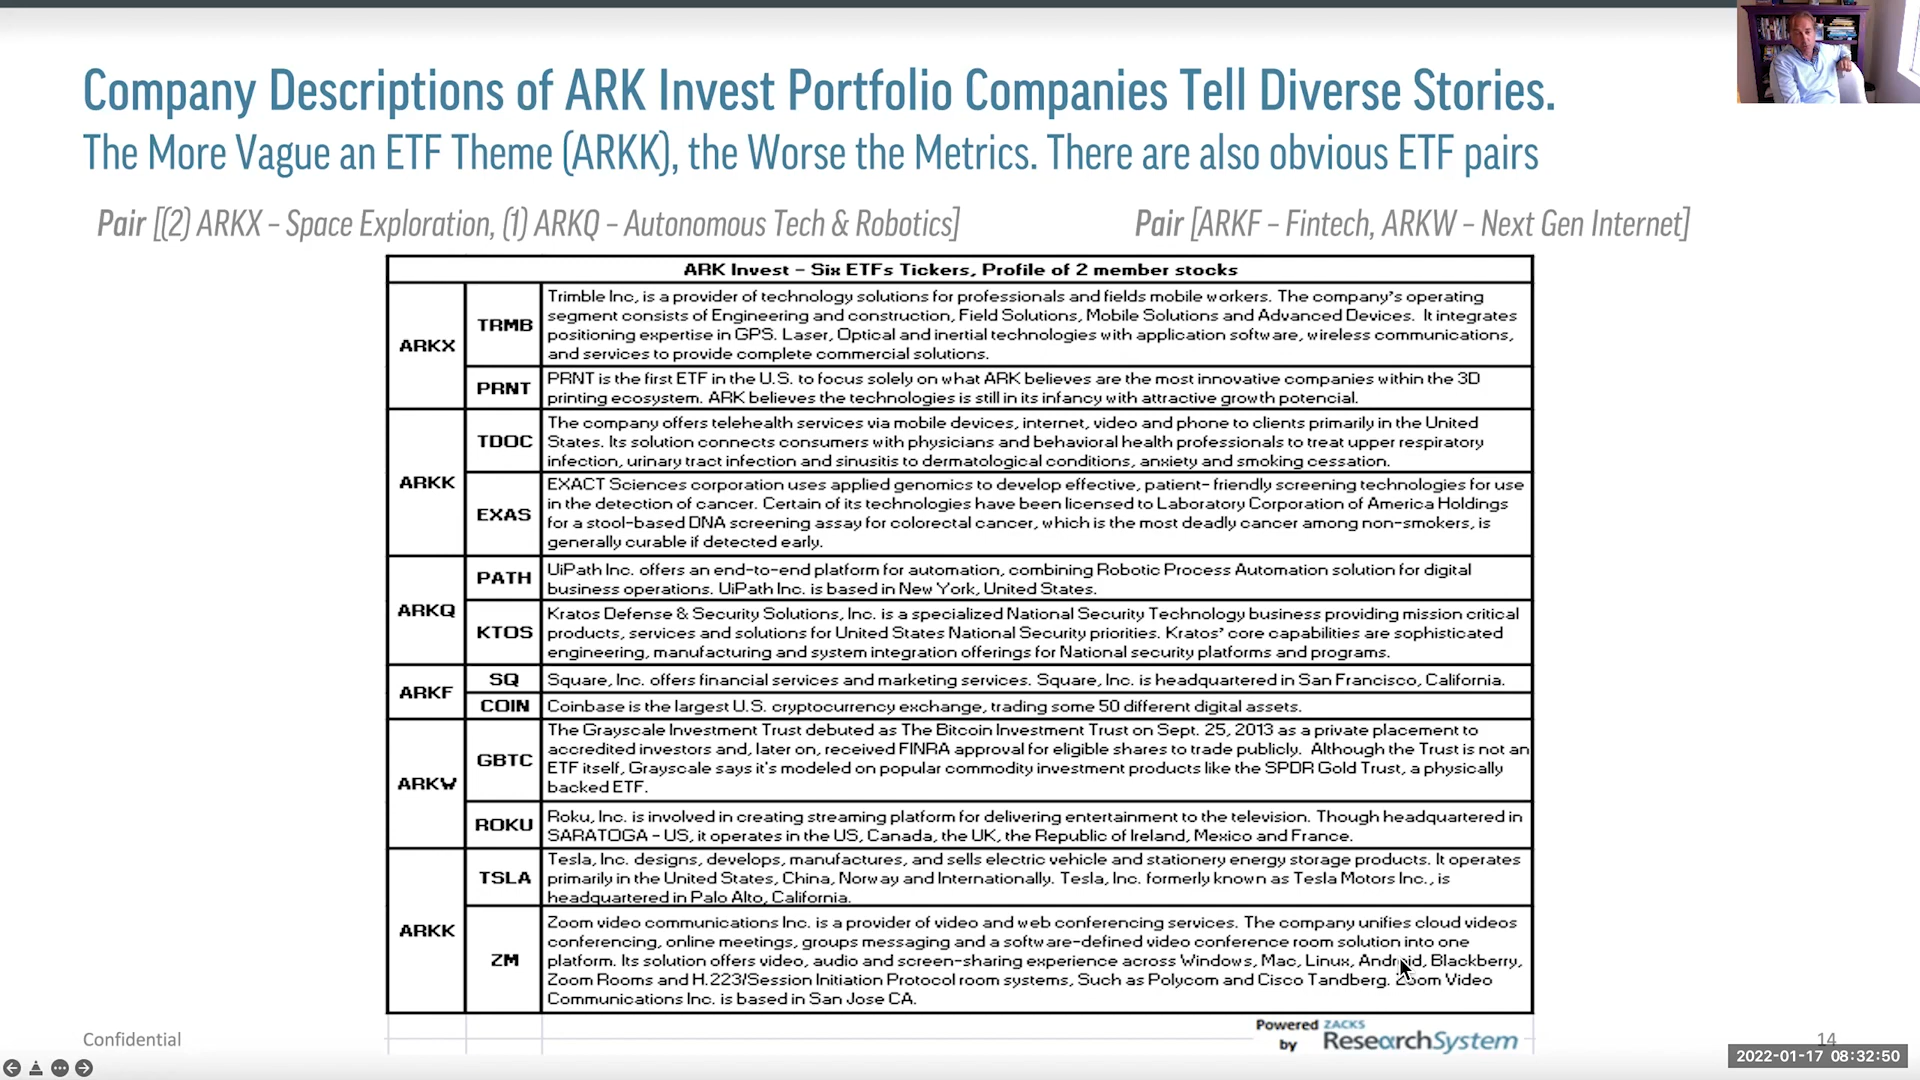 Company Descriptions of ARK Invest Portfolio Companies Tell Diverse Stories.
The More Vague an ETF Theme (ARKK), the Worse the Metrics. There are also obvious ETF pairs
Pair [(2) ARKX – Space Exploration, (1) ARKQ – Autonomous Tech & Robotics]
Pair [ARKF – Fintech, ARKW – Next Gen Internet]
ARK Invest – Six ETFs Tickers, Profile of 2 member stocks
ARKX
TRMB
Trimble Inc, is a provider of technology solutions for professionals and fields mobile workers. The company's operating
segment consists of Engineering and construction, Field Solutions, Mobile Solutions and Advanced Devices. It integrates
positioning expertise in GPS. Laser, Optical and inertial technologies with application software, wireless communications,
and services to provide complete commercial solutions.
PRNT
PRNT is the first ETF in the U.S. to focus solely on what ARK believes are the most innovative companies within the 3D
printing ecosystem. ARK believes the technologies is still in its infancy with attractive growth potencial.
ARKK
TDOC
The company offers telehealth services via mobile devices, internet, video and phone to clients primarily in the United
States. Its solution connects consumers with physicians and behavioral health professionals to treat upper respiratory
infection, urinary tract infection and sinusitis to dermatological conditions, anxiety and smoking cessation.
EXAS
EXACT Sciences corporation uses applied genomics to develop effective, patient- friendly screening technologies for use
in the detection of cancer. Certain of its technologies have been licensed to Laboratory Corporation of America Holdings
for a stool-based DNA screening assay for colorectal cancer, which is the most deadly cancer among non-smokers, is
generally curable if detected early.
ARKQ
PATH
UiPath Inc. offers an end-to-end platform for automation, combining Robotic Process Automation solution for digital
business operations. UiPath Inc. is based in New York, United States.
KTOS
Kratos Defense & Security Solutions, Inc. is a specialized National Security Technology business providing mission critical
products, services and solutions for United States National Security priorities. Kratos' core capabilities are sophisticated
engineering, manufacturing and system integration offerings for National security platforms and programs.
ARKF
SQ
Square, Inc. offers financial services and marketing services. Square, Inc. is headquartered in San Francisco, California.
COIN
Coinbase is the largest U.S. cryptocurrency exchange, trading some 50 different digital assets.
ARKW
GBTC
The Grayscale Investment Trust debuted as The Bitcoin Investment Trust on Sept. 25, 2013 as a private placement to
accredited investors and, later on, received FINRA approval for eligible shares to trade publicly. Although the Trust is not an
ETF itself, Grayscale says it's modeled on popular commodity investment products like the SPDR Gold Trust, a physically
backed ETF.
ROKU
Roku, Inc. is involved in creating streaming platform for delivering entertainment to the television. Though headquartered in
SARATOGA - US, it operates in the US, Canada, the UK, the Republic of Ireland, Mexico and France.
ARKK
TSLA
Tesla, Inc. designs, develops, manufactures, and sells electric vehicle and stationery energy storage products. It operates
primarily in the United States, China, Norway and Internationally. Tesla, Inc. formerly known as Tesla Motors Inc., is
headquartered in Palo Alto, California.
ZM
Zoom video communications Inc. is a provider of video and web conferencing services. The company unifies cloud videos
conferencing, online meetings, groups messaging and a software-defined video conference room solution into one
platform. Its solution offers video, audio and screen-sharing experience across Windows, Mac, Linux, Android, Blackberry,
Zoom Rooms and H.223/Session Initiation Protocol room systems, Such as Polycom and Cisco Tandberg. Zoom Video
Communications Inc. is based in San Jose CA.
Powered by
ZACKS
ResearchSystem
Confidential
14
2022-01-17 08:32:50